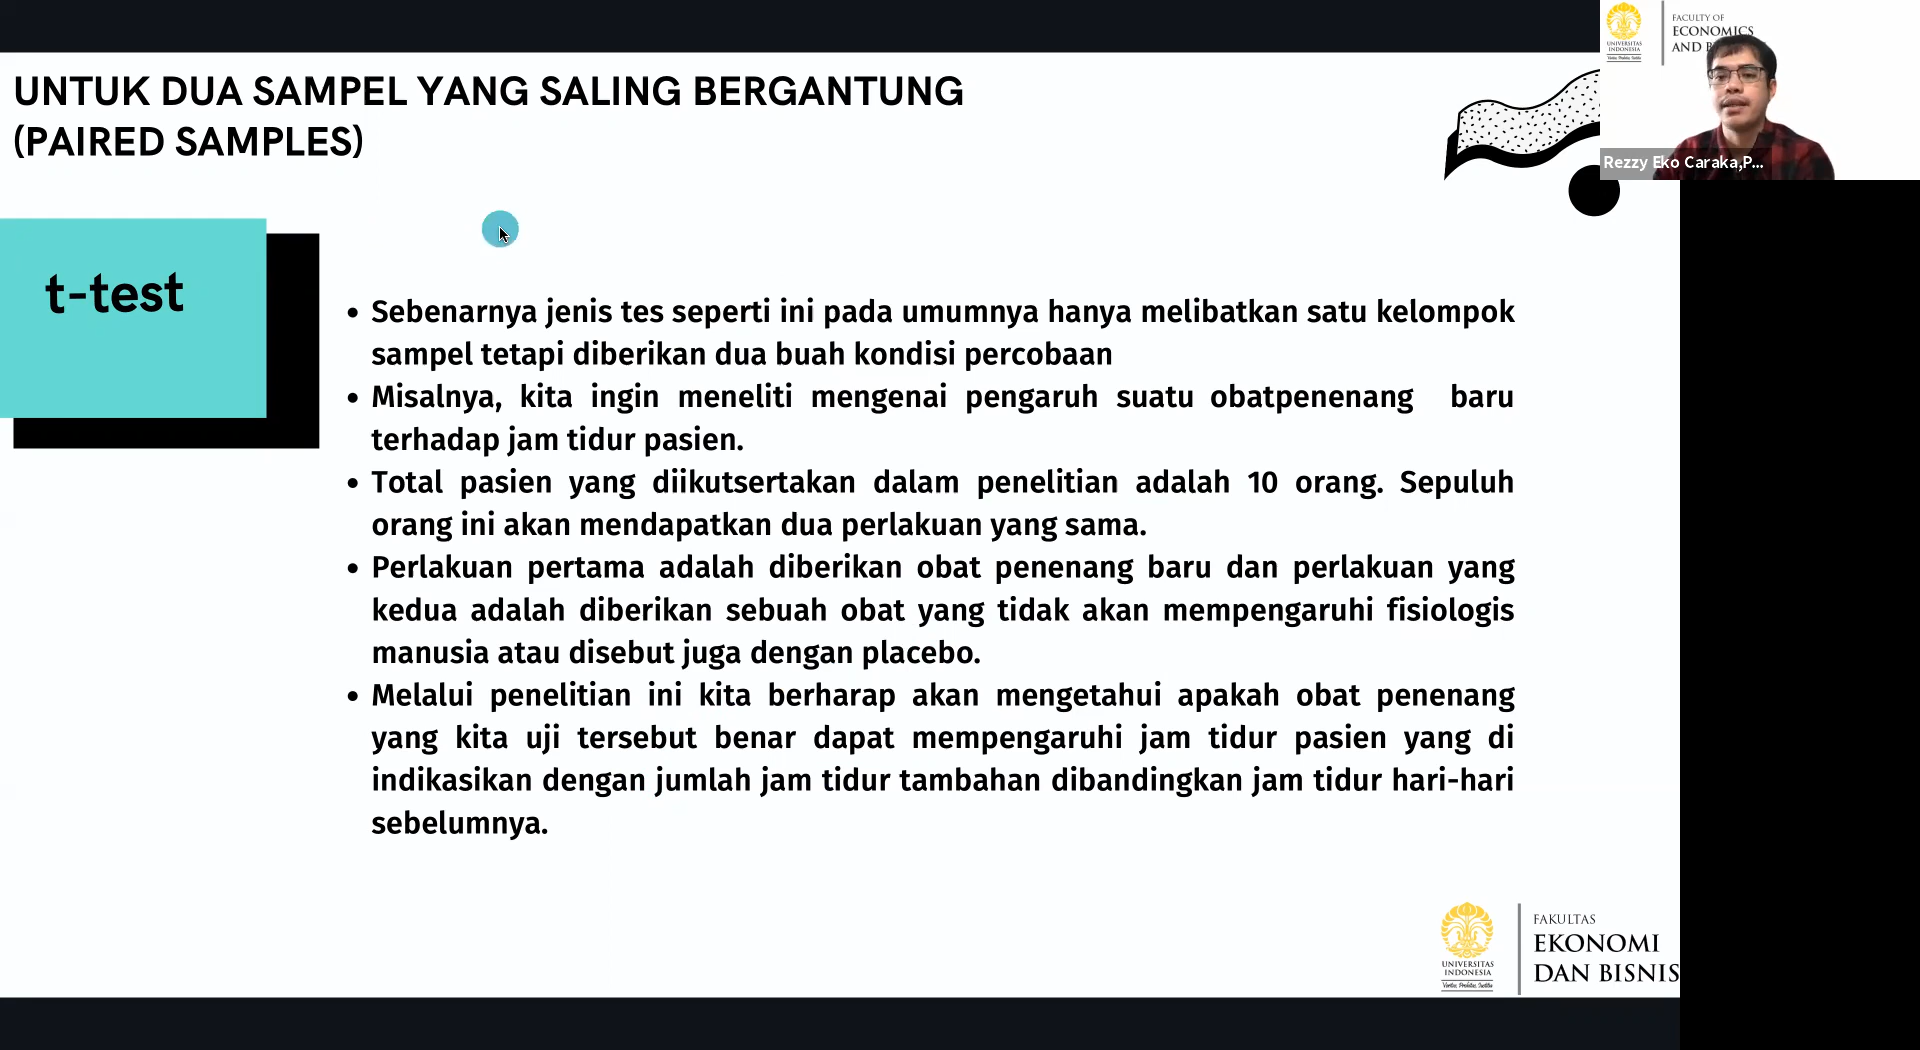 UNTUK DUA SAMPEL YANG SALING BERGANTUNG
(PAIRED SAMPLES)
t-test
• Sebenarnya jenis tes seperti ini pada umumnya hanya melibatkan satu kelompok
sampel tetapi diberikan dua buah kondisi percobaan
• Misalnya, kita ingin meneliti mengenai pengaruh suatu obatpenenang baru
terhadap jam tidur pasien.
• Total pasien yang diikutsertakan dalam penelitian adalah 10 orang. Sepuluh
orang ini akan mendapatkan dua perlakuan yang sama.
• Perlakuan pertama adalah diberikan obat penenang baru dan perlakuan yang
kedua adalah diberikan sebuah obat yang tidak akan mempengaruhi fisiologis
manusia atau disebut juga dengan placebo.
• Melalui penelitian ini kita berharap akan mengetahui apakah obat penenang
yang kita uji tersebut benar dapat mempengaruhi jam tidur pasien yang di
indikasikan dengan jumlah jam tidur tambahan dibandingkan jam tidur hari-hari
sebelumnya.
UNIVERSITAS
INDONESIA
Veritas, Probitas, Iustitia
FAKULTAS
EKONOMI
DAN BISNIS
UNIVERSITAS
INDONESIA
FACULTY OF
ECONOMICS
AND B
Rezzy Eko Caraka,P...